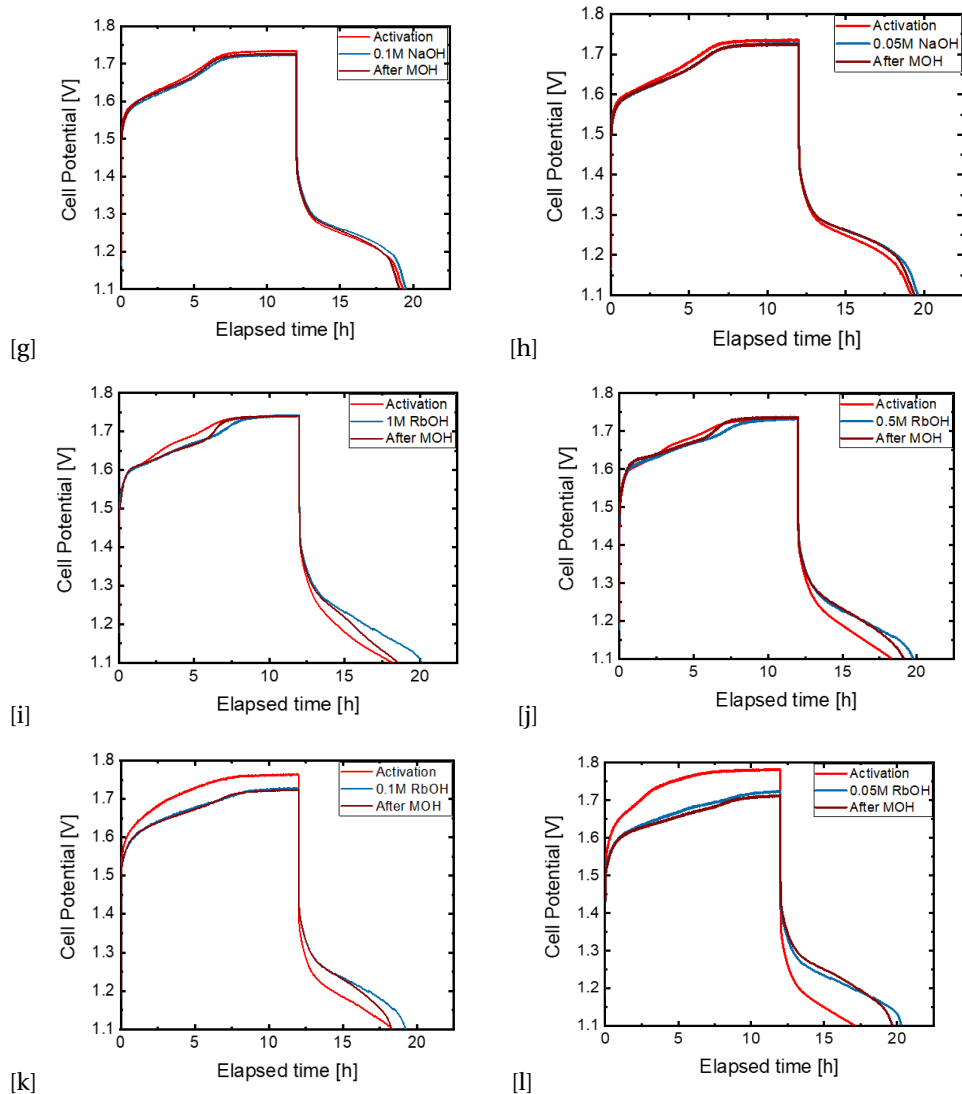 1.8
1.7
1.6
1.5
1.4
1.3
1.2
1.1
Cell Potential [V]
Activation
0.1M NaOH
After MOH
0 5 10 15 20
Elapsed time [h]
[g]
1.8
1.7
1.6
1.5
1.4
1.3
1.2
1.1
Cell Potential [V]
Activation
0.05M NaOH
After MOH
0 5 10 15 20
Elapsed time [h]
[h]
1.8
1.7
1.6
1.5
1.4
1.3
1.2
1.1
Cell Potential [V]
Activation
1M RbOH
After MOH
0 5 10 15 20
Elapsed time [h]
[i]
1.8
1.7
1.6
1.5
1.4
1.3
1.2
1.1
Cell Potential [V]
Activation
0.5M RbOH
After MOH
0 5 10 15 20
Elapsed time [h]
[j]
1.8
1.7
1.6
1.5
1.4
1.3
1.2
1.1
Cell Potential [V]
Activation
0.1M RbOH
After MOH
0 5 10 15 20
Elapsed time [h]
[k]
1.8
1.7
1.6
1.5
1.4
1.3
1.2
1.1
Cell Potential [V]
Activation
0.05M RbOH
After MOH
0 5 10 15 20
Elapsed time [h]
[l]